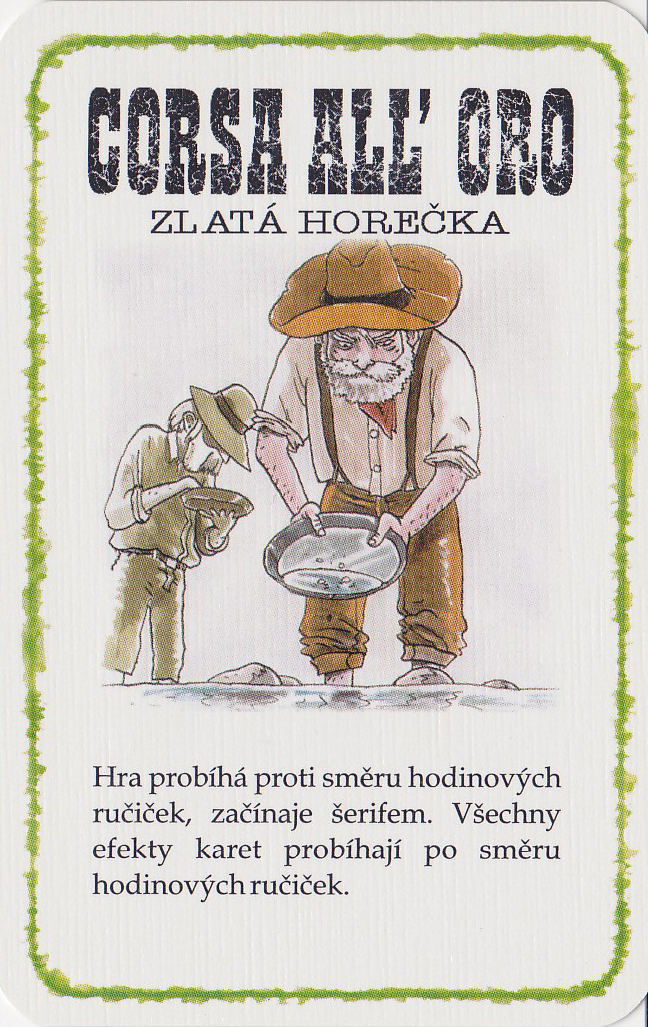 CORSA ALL' ORO
ZLATÁ HOREČKA
Hra probíhá proti směru hodinových
ručiček, začínaje šerifem. Všechny
efekty karet probíhají po směru
hodinových ručiček.